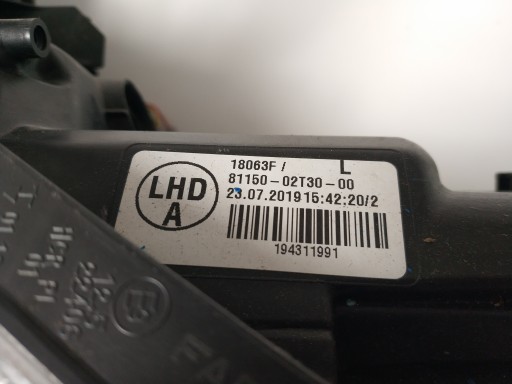 18063F / L
LHD
A
81150-02T30-00
23.07.2019 15:42:20/2
194311991